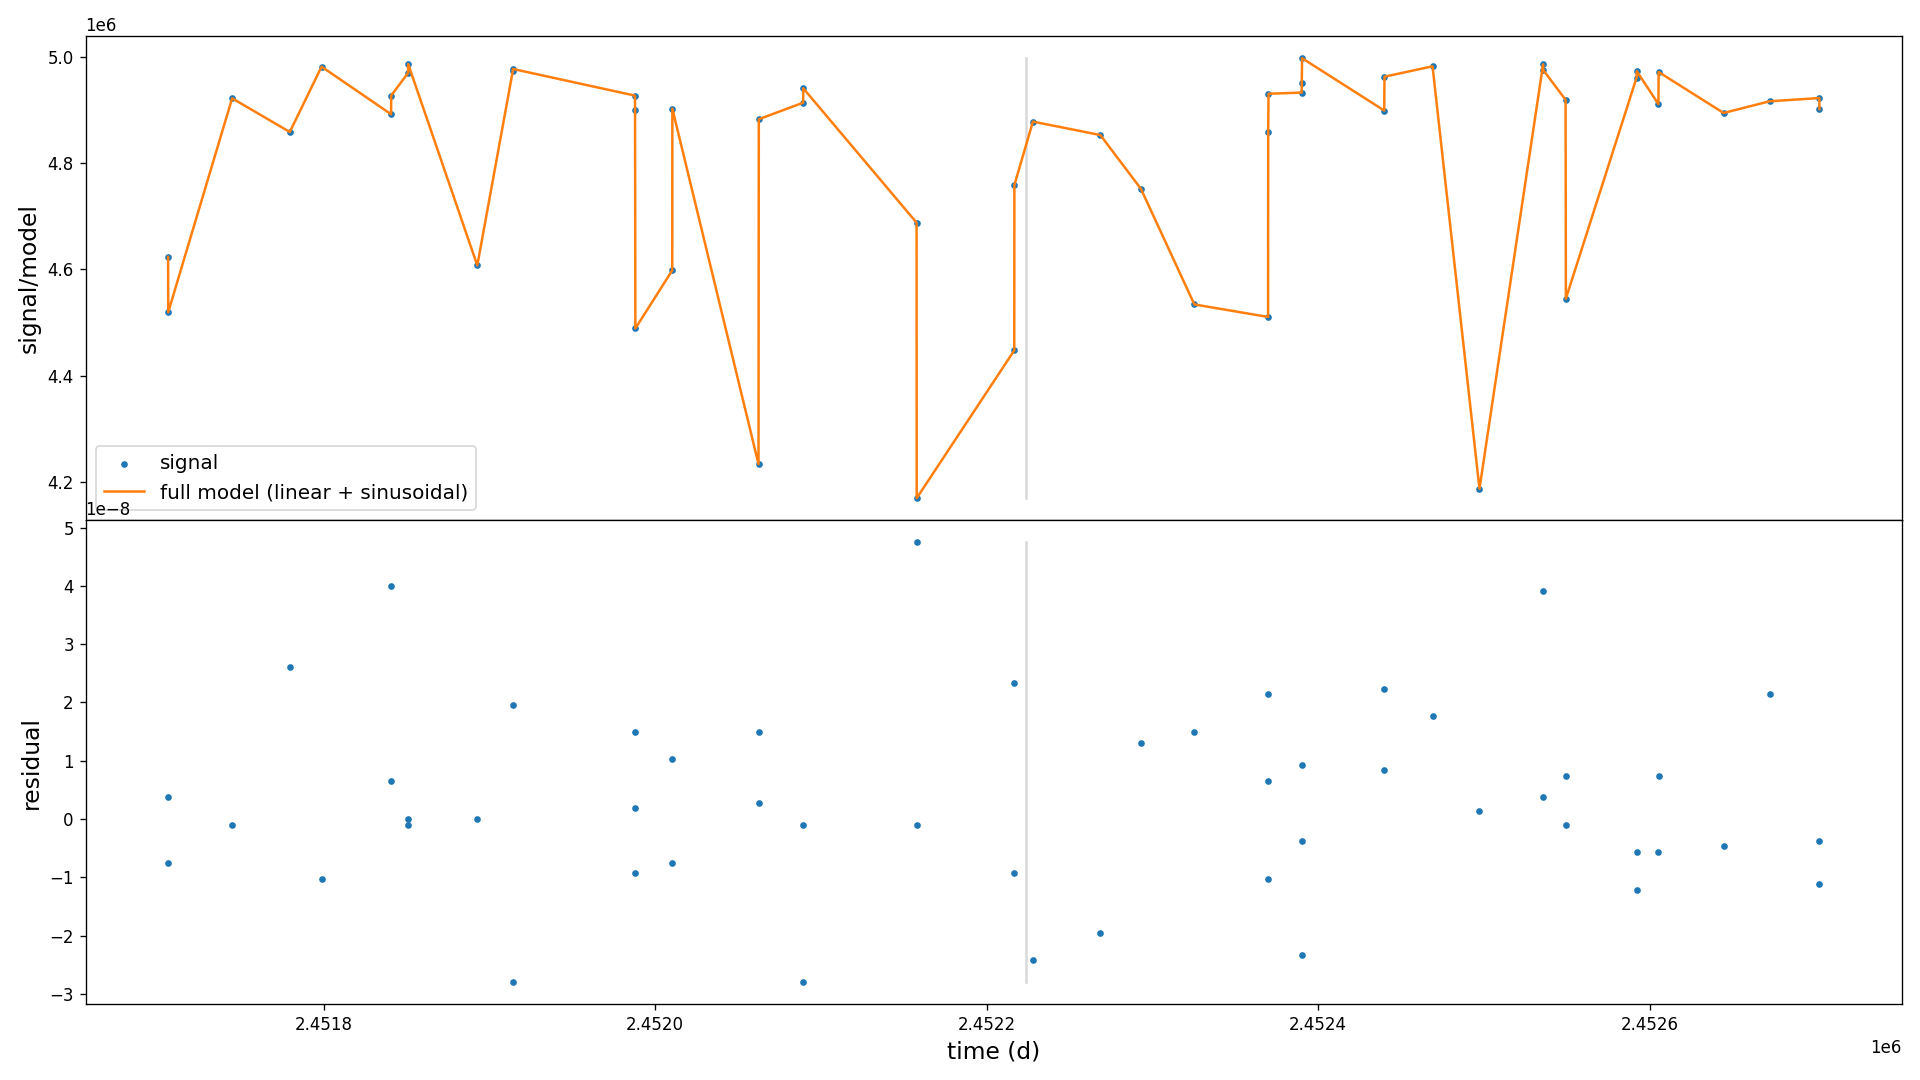 1e6
5.0
4.8
4.6
4.4
4.2
signal/model
signal
full model (linear + sinusoidal)
1e−8
5
4
3
2
1
0
−1
−2
−3
residual
2.4518
2.4520
2.4522
2.4524
2.4526
1e6
time (d)